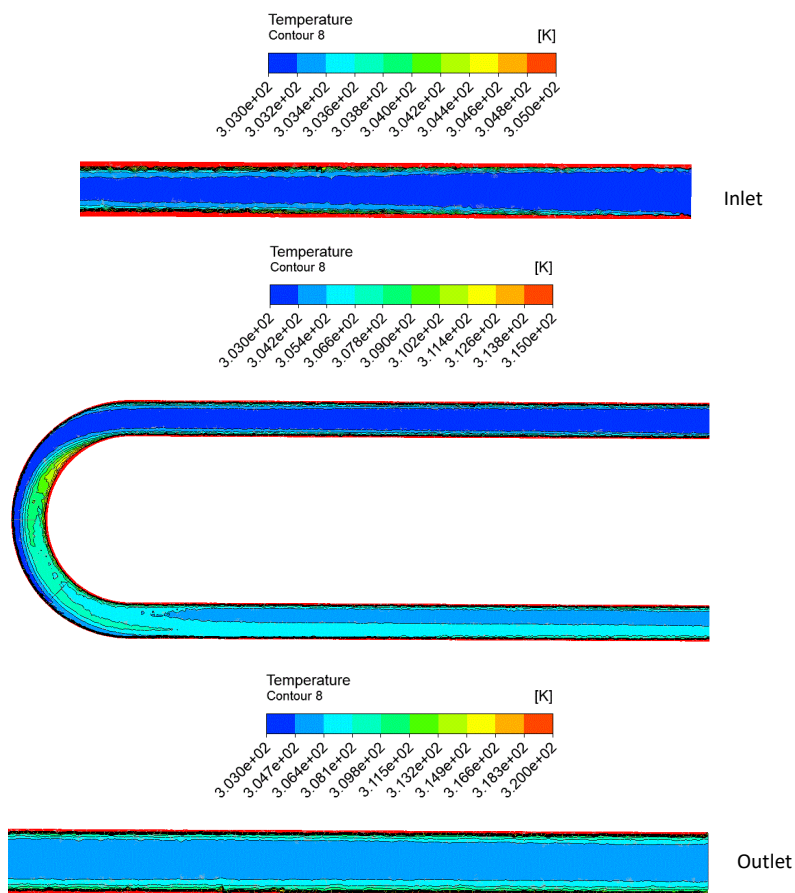 Temperature
Contour 8
[K]
3.030e+02
3.032e+02
3.034e+02
3.036e+02
3.038e+02
3.040e+02
3.042e+02
3.044e+02
3.046e+02
3.048e+02
3.050e+02
Inlet
Temperature
Contour 8
[K]
3.030e+02
3.042e+02
3.054e+02
3.066e+02
3.078e+02
3.090e+02
3.102e+02
3.114e+02
3.126e+02
3.138e+02
3.150e+02
Temperature
Contour 8
[K]
3.030e+02
3.047e+02
3.064e+02
3.081e+02
3.098e+02
3.115e+02
3.132e+02
3.149e+02
3.166e+02
3.183e+02
3.200e+02
Outlet